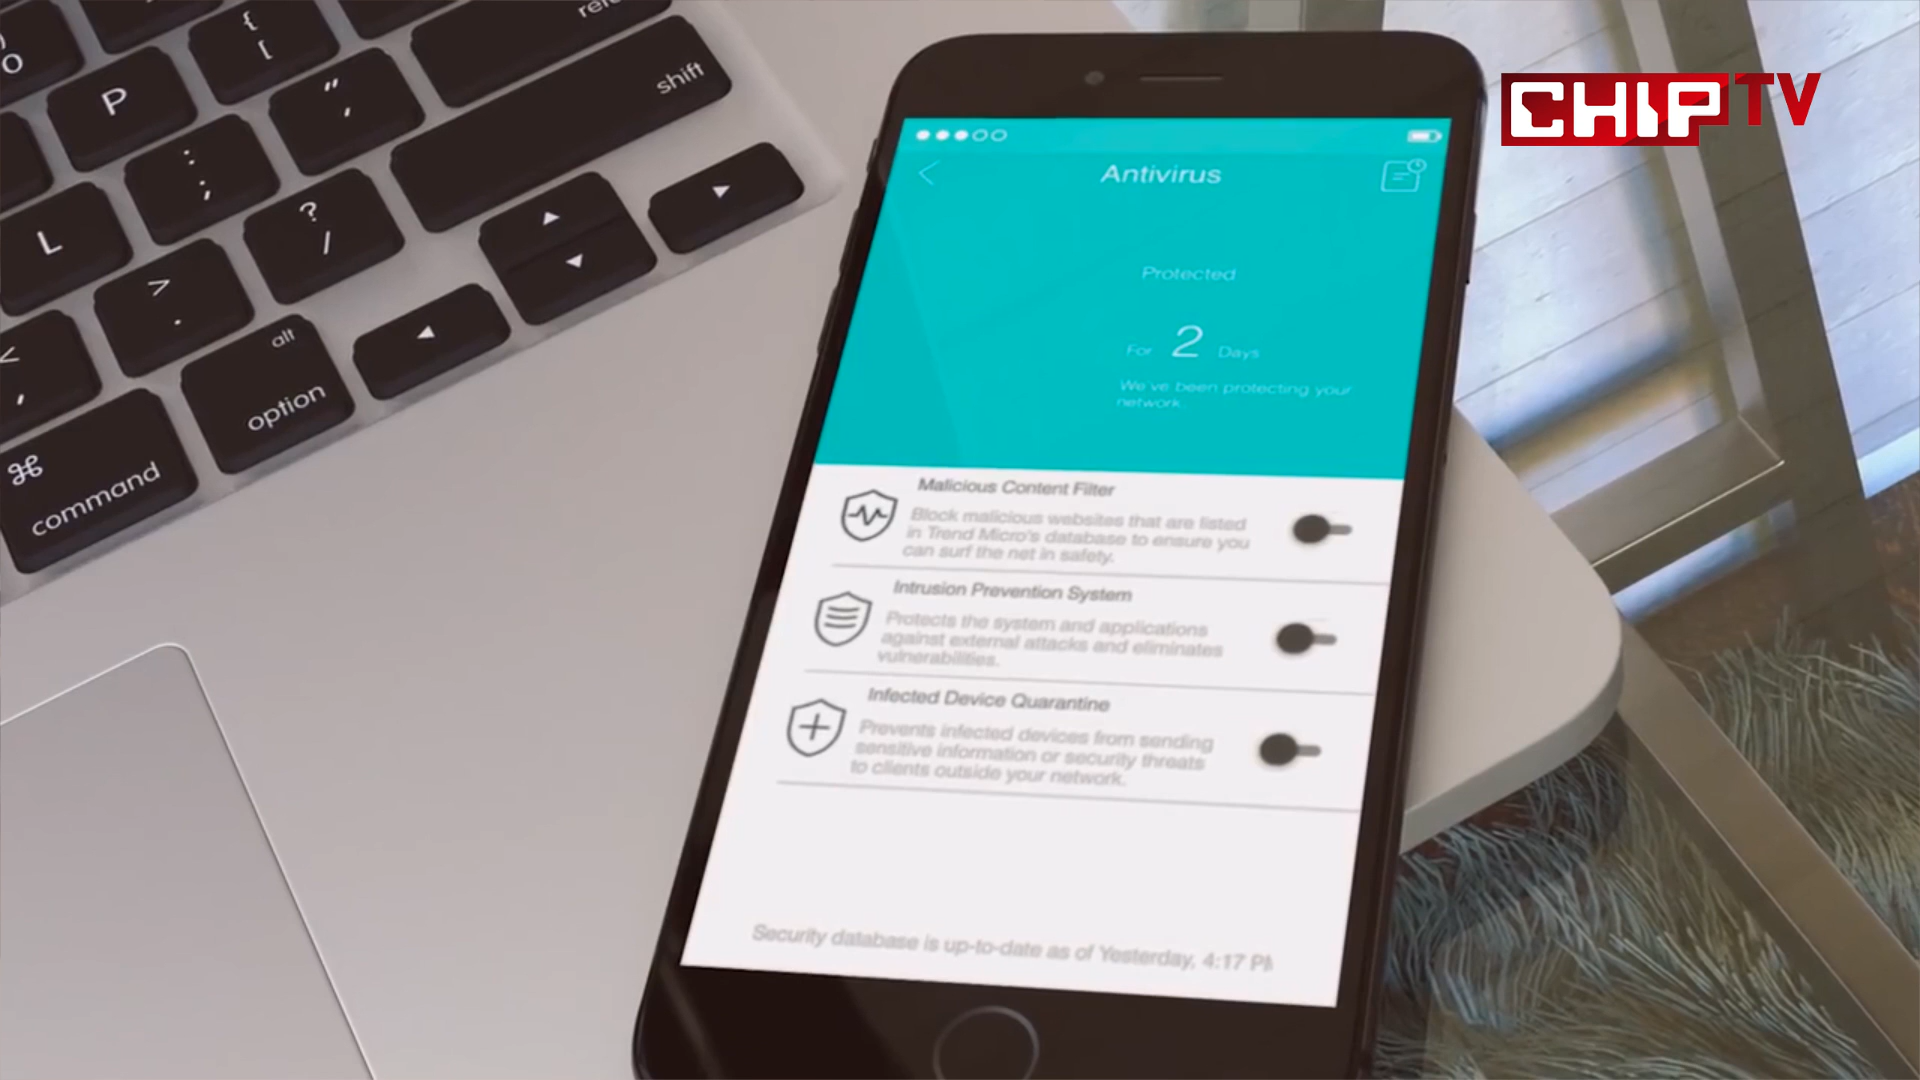 CHIP TV
{
[
return
P
"
'
shift
O
:
;
L
?
/
>
.
<
,
alt
option
⌘
command
Antivirus
Protected
For 2 Days
We've been protecting your
network.
Malicious Content Filter
Block malicious websites that are listed
in Trend Micro's database to ensure you
can surf the net in safety.
Intrusion Prevention System
Protects the system and applications
against external attacks and eliminates
vulnerabilities.
Infected Device Quarantine
Prevents infected devices from sending
sensitive information or security threats
to clients outside your network.
Security database is up-to-date as of Yesterday, 4:17 PM